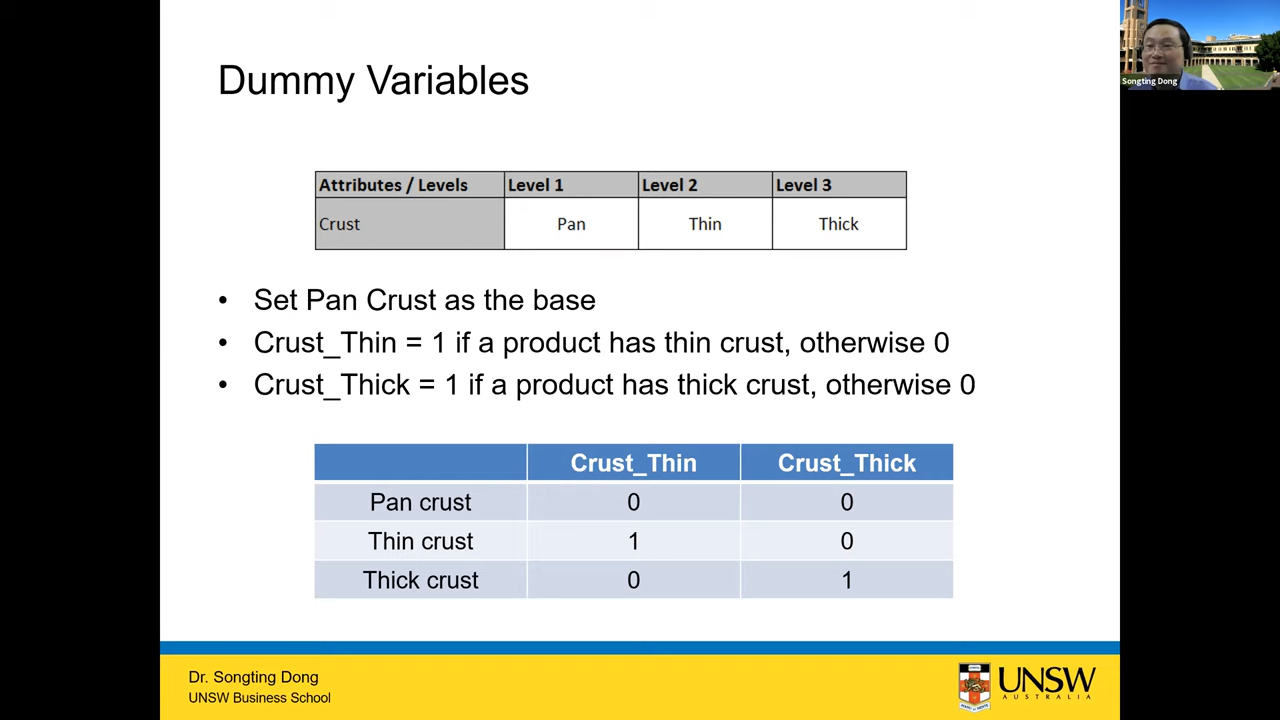 Songting Dong
Dummy Variables
Attributes / Levels Level 1 Level 2 Level 3
Crust Pan Thin Thick
• Set Pan Crust as the base
• Crust_Thin = 1 if a product has thin crust, otherwise 0
• Crust_Thick = 1 if a product has thick crust, otherwise 0
Crust_Thin Crust_Thick
Pan crust 0 0
Thin crust 1 0
Thick crust 0 1
Dr. Songting Dong
UNSW Business School
UNSW
AUSTRALIA